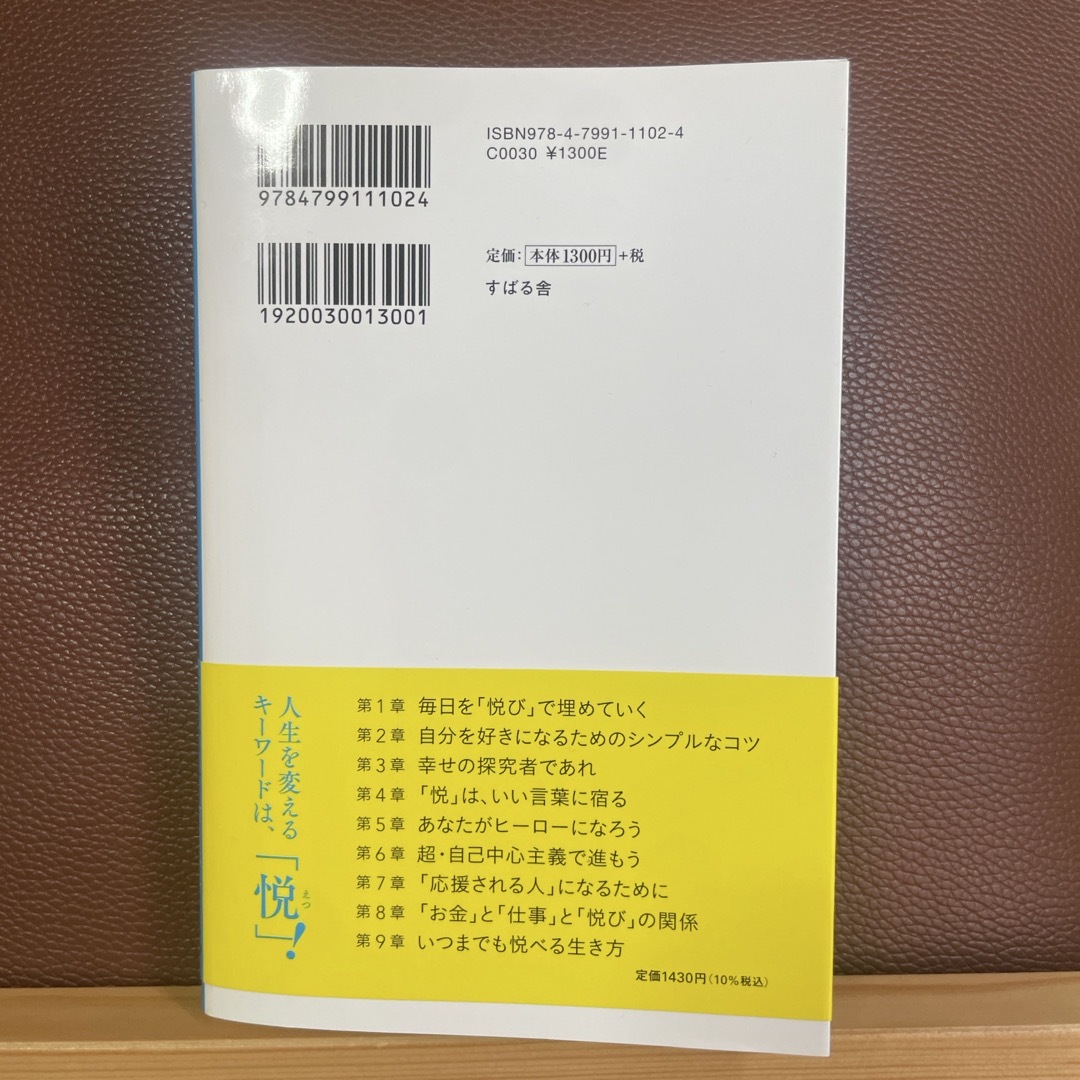 ISBN978-4-7991-1102-4
C0030 ¥1300E
9784799111024
定価：本体1300円+税
すばる舎
1920030013001
人生を変える
キーワードは、
「悦」！
えつ
第1章 毎日を「悦び」で埋めていく
第2章 自分を好きになるためのシンプルなコツ
第3章 幸せの探究者であれ
第4章 「悦」は、いい言葉に宿る
第5章 あなたがヒーローになろう
第6章 超・自己中心主義で進もう
第7章 「応援される人」になるために
第8章 「お金」と「仕事」と「悦び」の関係
第9章 いつまでも悦べる生き方
定価1430円（10%税込）